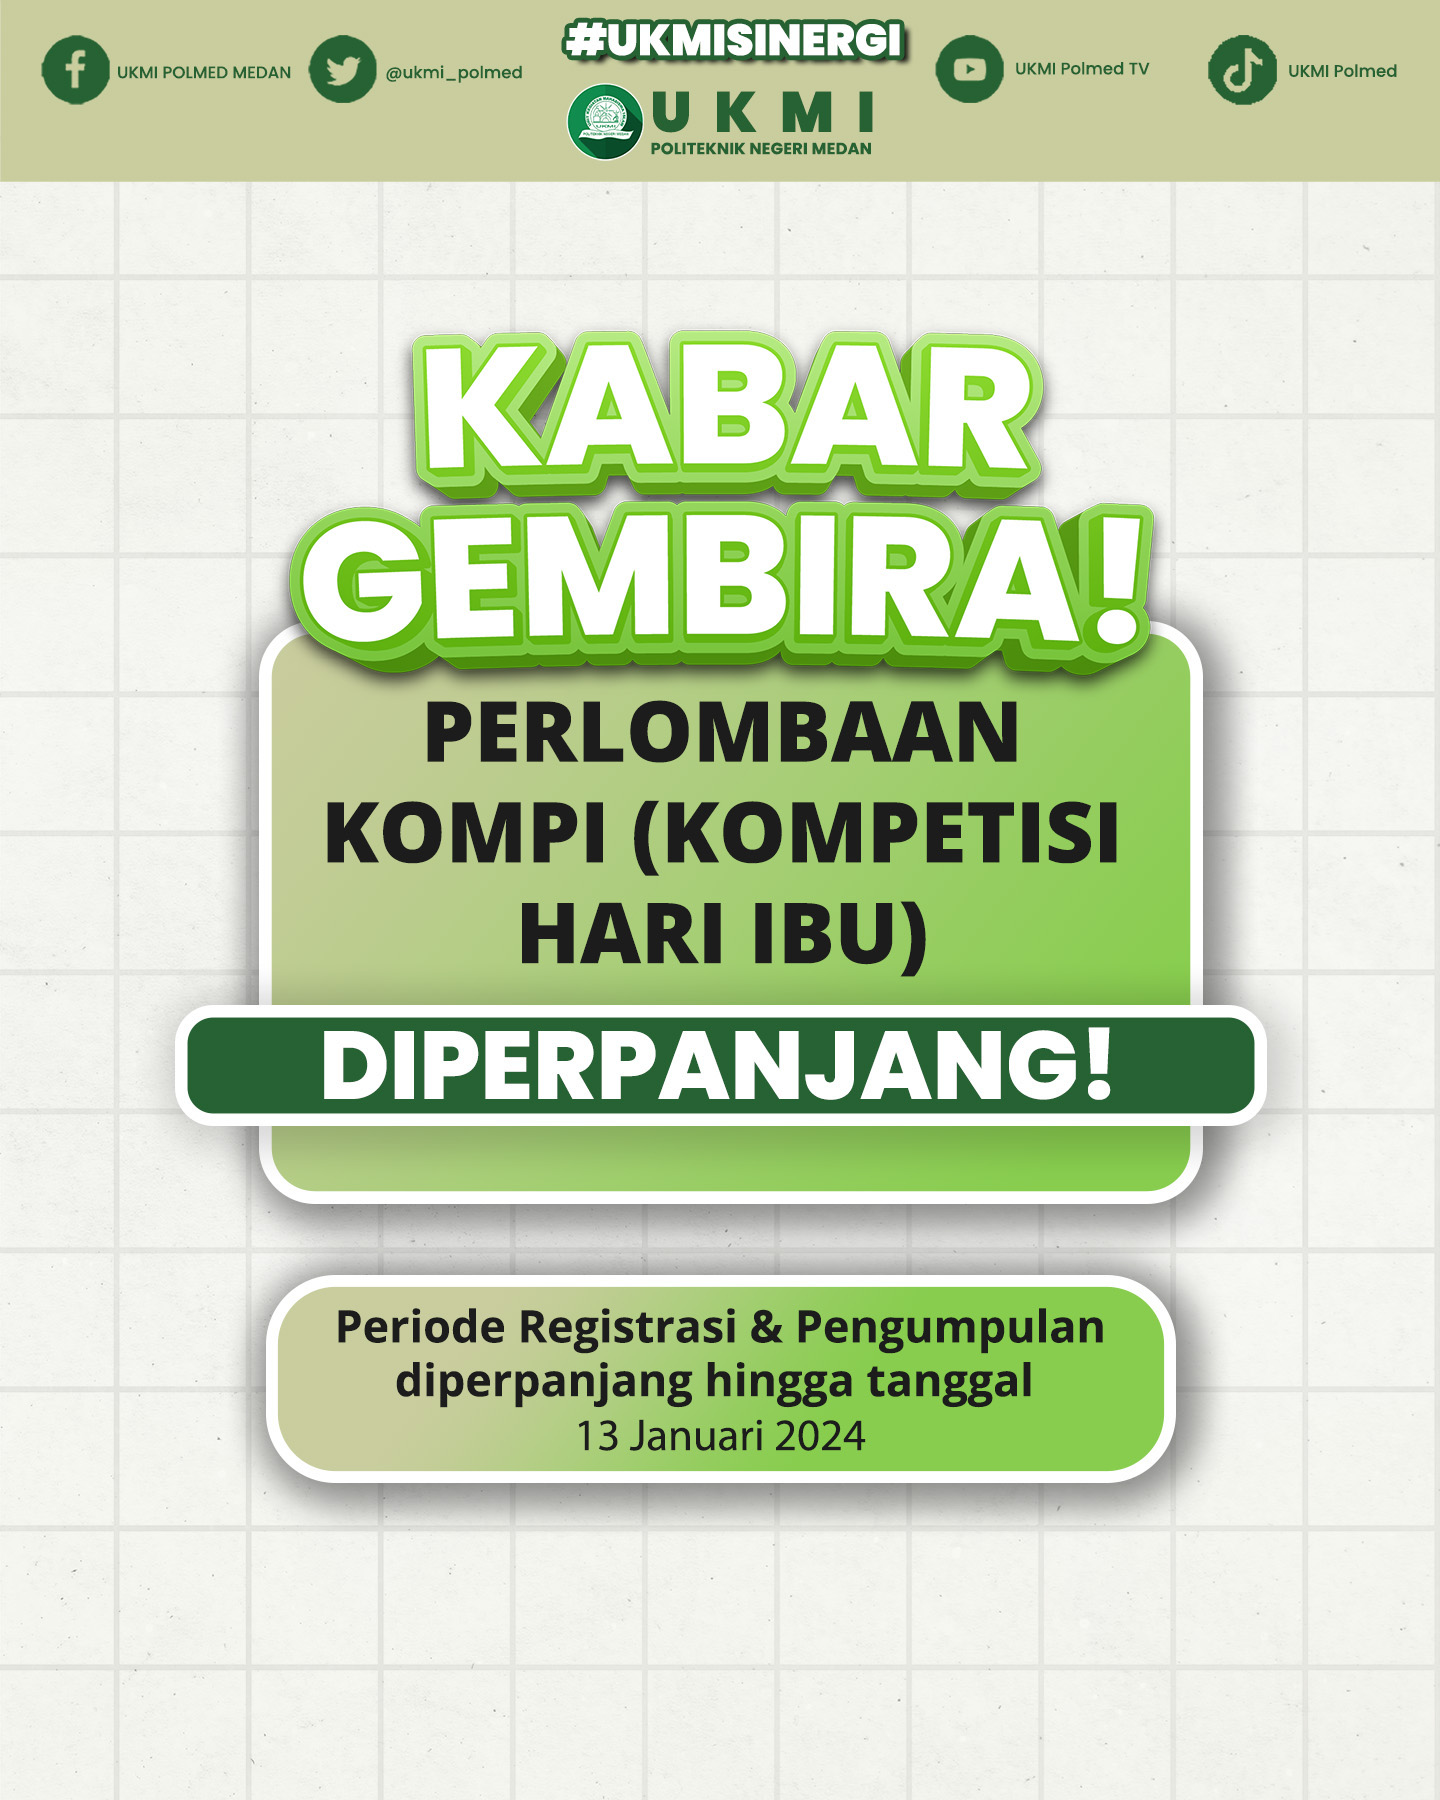 #UKMISINERGI
UKMI POLMED MEDAN
@ukmi_polmed
UKMI Polmed TV
UKMI Polmed
UKMI
POLITEKNIK NEGERI MEDAN
KABAR
GEMBIRA!
PERLOMBAAN
KOMPI (KOMPETISI
HARI IBU)
DIPERPANJANG!
Periode Registrasi & Pengumpulan
diperpanjang hingga tanggal
13 Januari 2024